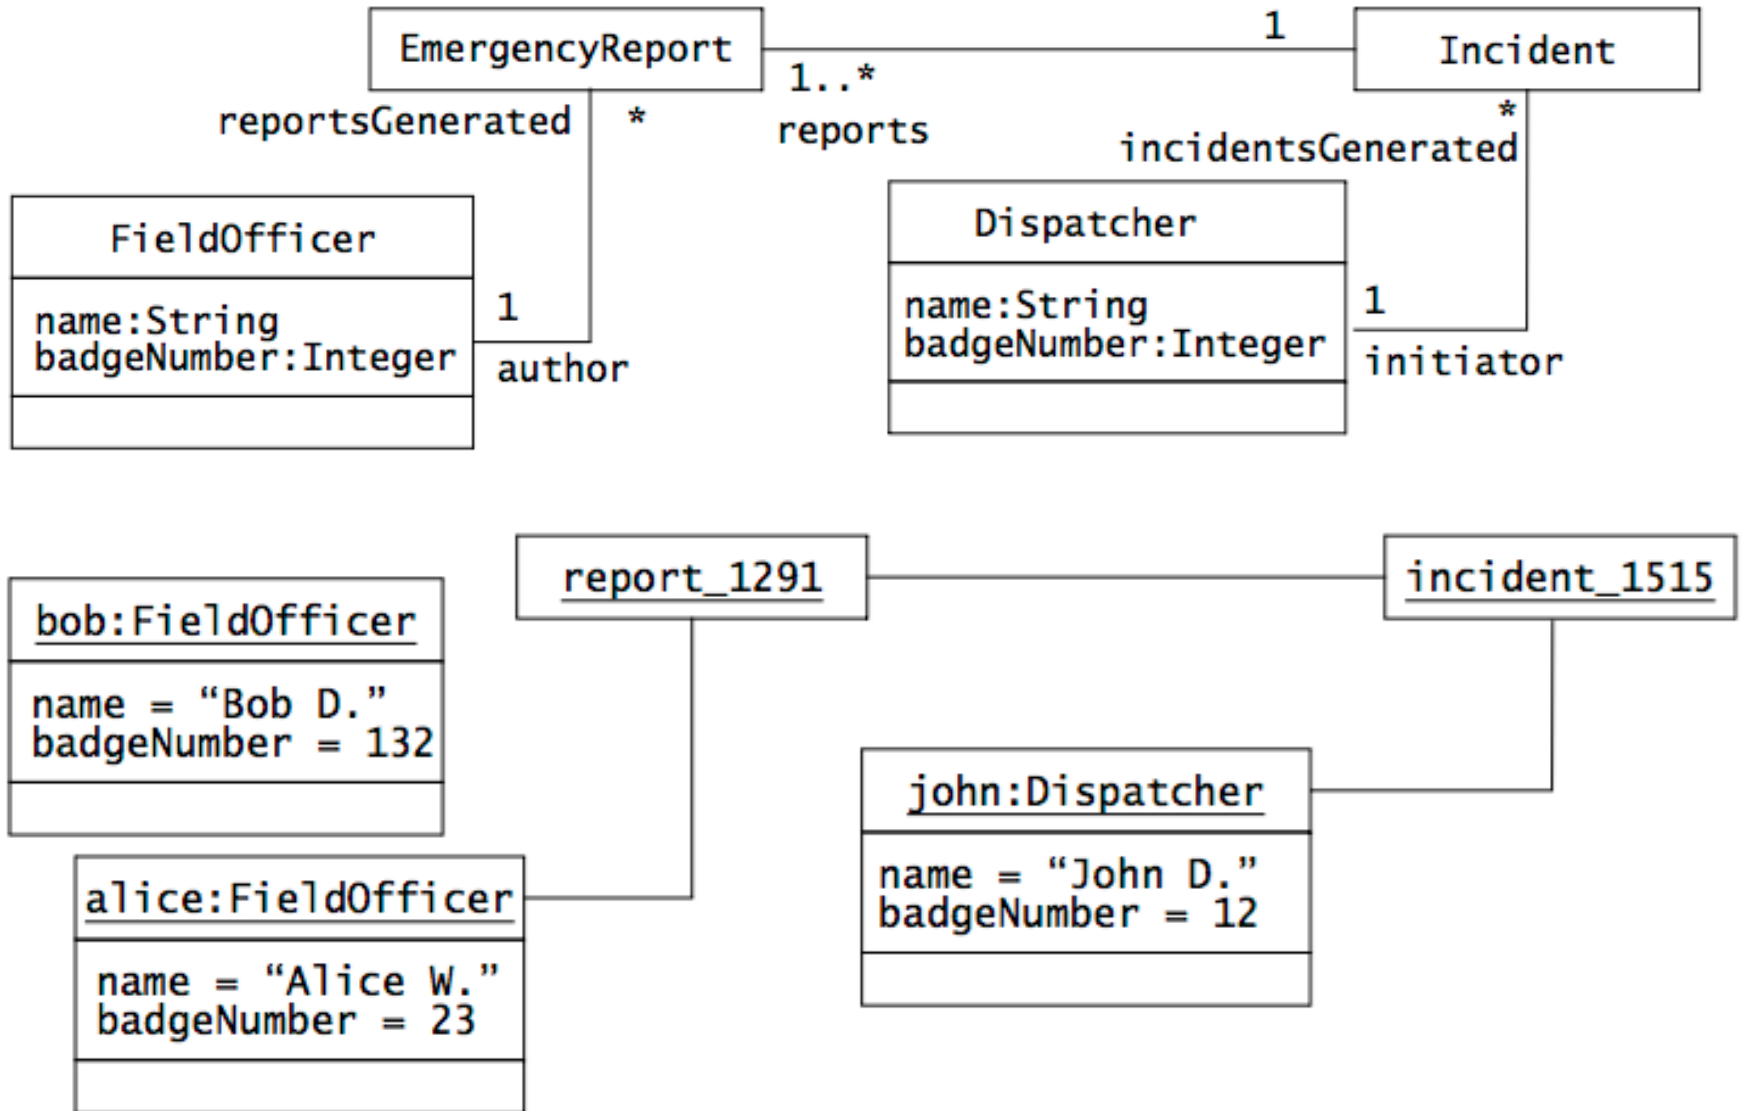 EmergencyReport
1
Incident
1..*
reports
reportsGenerated
*
*
incidentsGenerated
FieldOfficer
name:String
badgeNumber:Integer
1
author
Dispatcher
name:String
badgeNumber:Integer
1
initiator
report_1291
incident_1515
bob:FieldOfficer
name = “Bob D.”
badgeNumber = 132
john:Dispatcher
name = “John D.”
badgeNumber = 12
alice:FieldOfficer
name = “Alice W.”
badgeNumber = 23